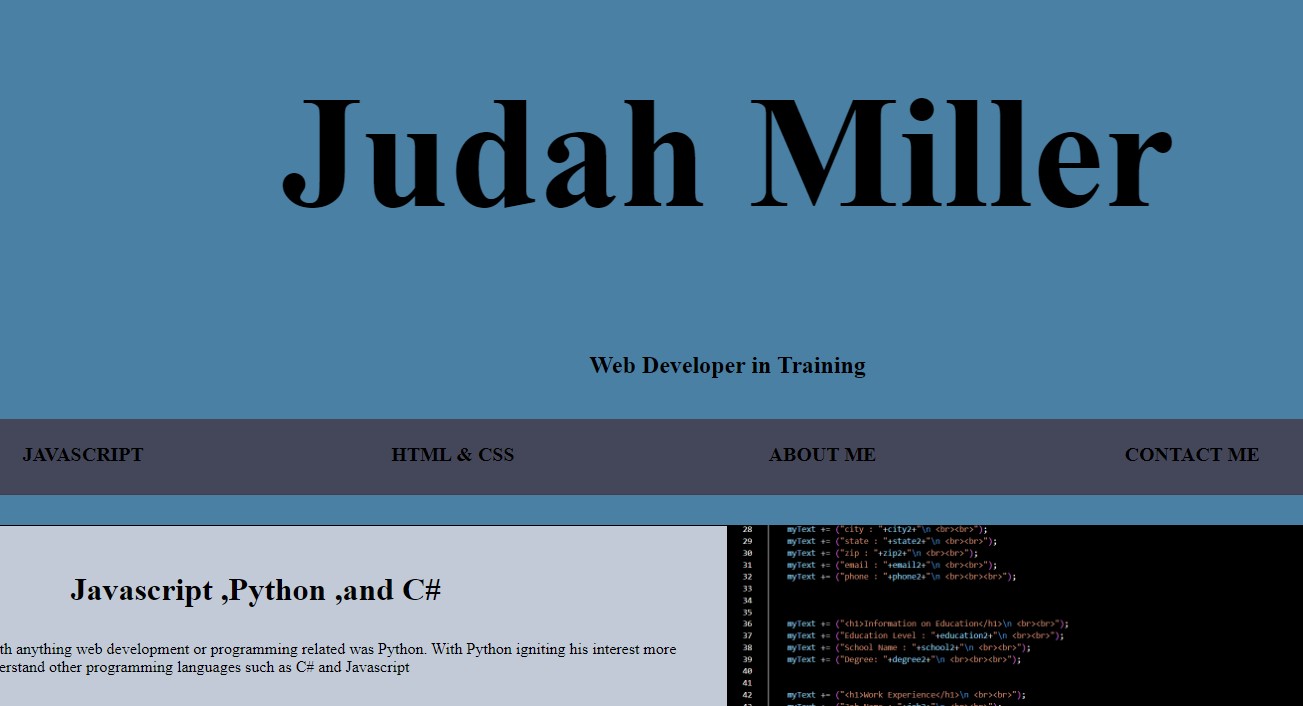 Judah Miller
Web Developer in Training
JAVASCRIPT HTML & CSS ABOUT ME CONTACT ME
Javascript ,Python ,and C#
th anything web development or programming related was Python. With Python igniting his interest more
erstand other programming languages such as C# and Javascript
28 myText += ("city : "+city2+"\n <br><br>");
29 myText += ("state : "+state2+"\n <br><br>");
30 myText += ("zip : "+zip2+"\n <br><br>");
31 myText += ("email : "+email2+"\n <br><br>");
32 myText += ("phone : "+phone2+"\n <br><br><br>");
33
34
35
36 myText += ("<h1>Information on Education</h1>\n <br><br>");
37 myText += ("Education Level : "+education2+"\n <br><br>");
38 myText += ("School Name : "+school2+"\n <br><br>");
39 myText += ("Degree: "+degree2+"\n <br><br><br>");
40
41
42 myText += ("<h1>Work Experience</h1>\n <br><br>");